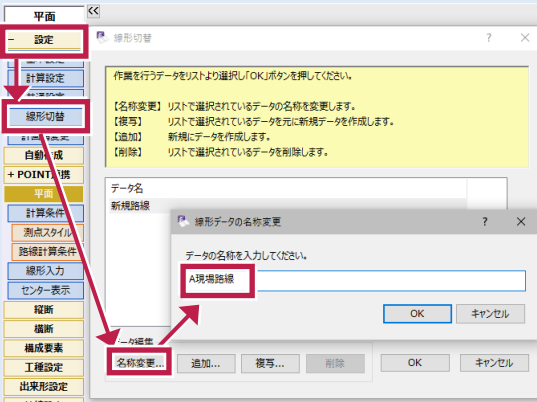 平面
<<
－ 設定
計算設定
線形切替
自動作成
+ POINT連携
平面
計算条件
測点スタイル
路線計算条件
線形入力
センター表示
縦断
横断
構成要素
工種設定
出来形設定
線形切替
? ×
作業を行うデータをリストより選択し「OK」ボタンを押してください。
【名称変更】 リストで選択されているデータの名称を変更します。
【複写】 リストで選択されているデータを元に新規データを作成します。
【追加】 新規にデータを作成します。
【削除】 リストで選択されているデータを削除します。
データ名
新規路線
線形データの名称変更
? ×
データの名称を入力してください。
A現場路線
OK キャンセル
データ編集
名称変更... 追加... 複写... 削除 OK キャンセル